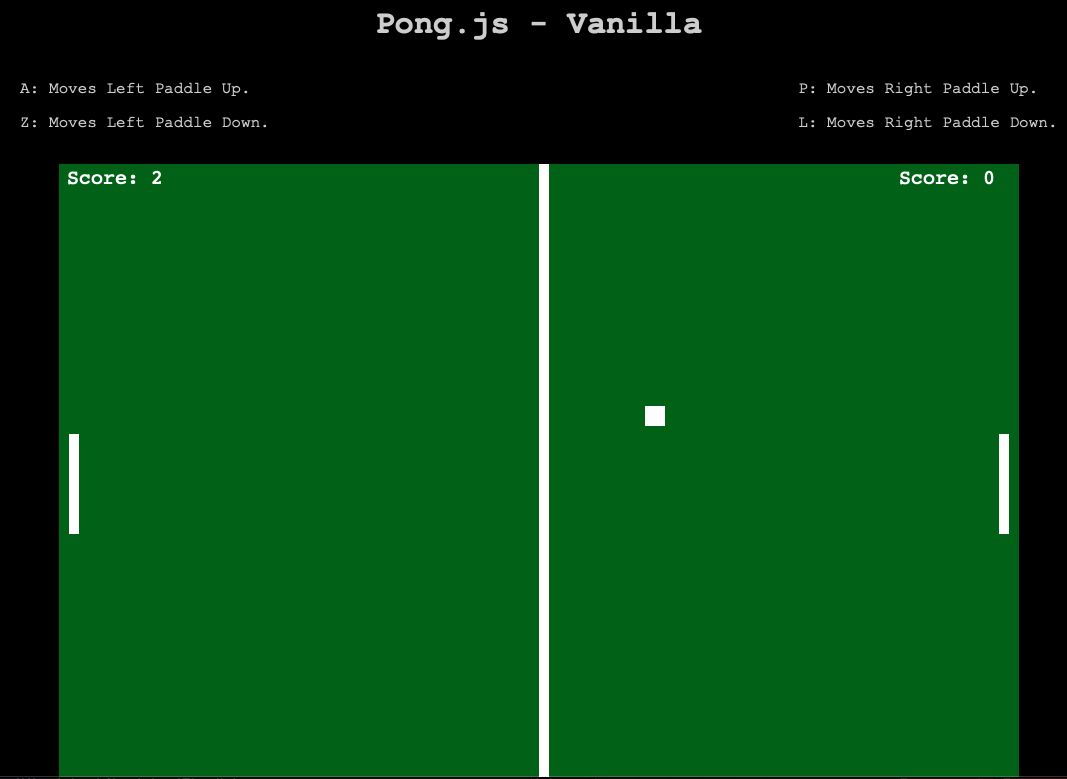 Pong.js - Vanilla
A: Moves Left Paddle Up.
P: Moves Right Paddle Up.
Z: Moves Left Paddle Down.
L: Moves Right Paddle Down.
Score: 2
Score: 0